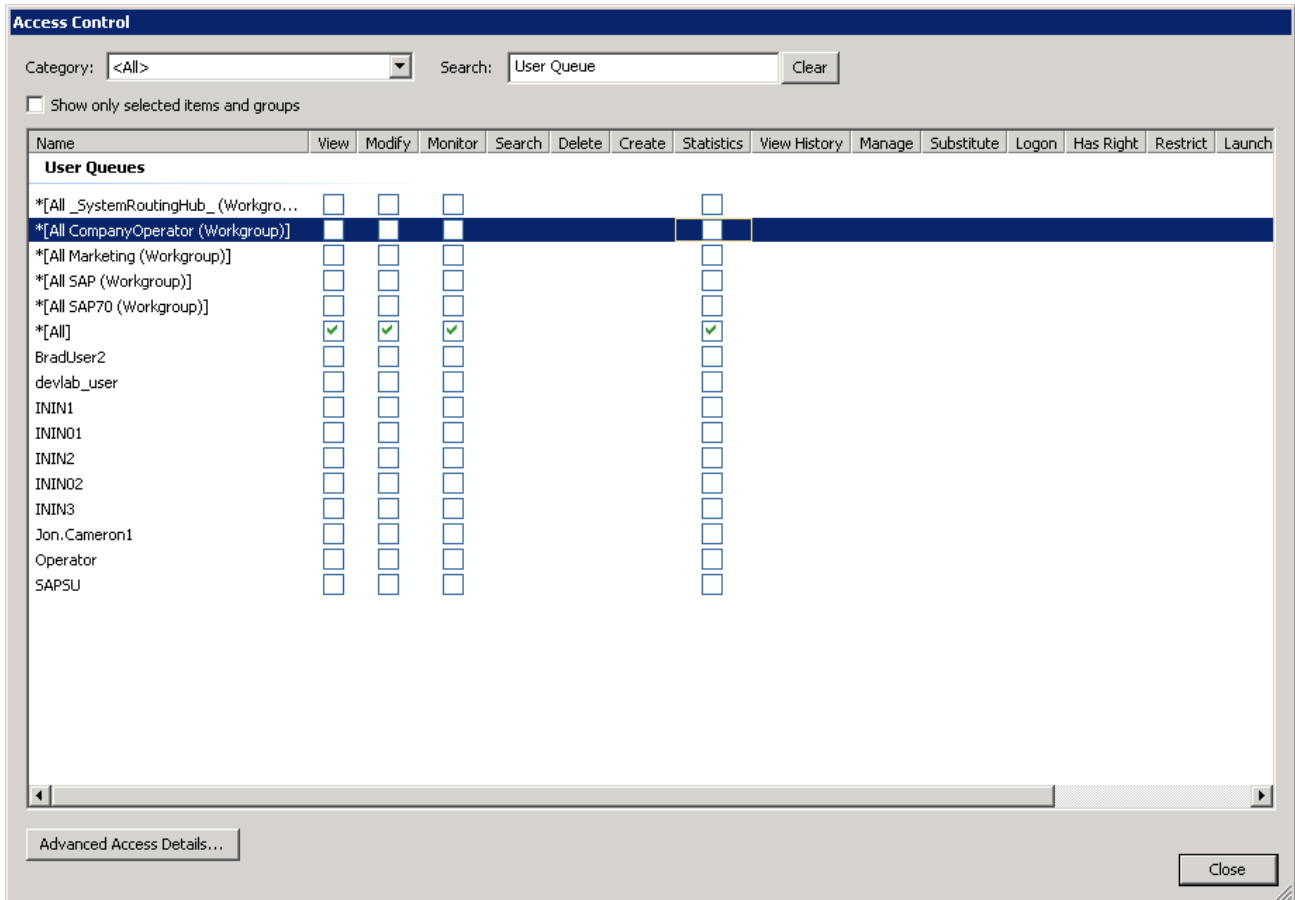 Access Control
Category: <All> Search: User Queue Clear
Show only selected items and groups
Name View Modify Monitor Search Delete Create Statistics View History Manage Substitute Logon Has Right Restrict Launch
User Queues
*[All _SystemRoutingHub_ (Workgro...
*[All CompanyOperator (Workgroup)]
*[All Marketing (Workgroup)]
*[All SAP (Workgroup)]
*[All SAP70 (Workgroup)]
*[All]
BradUser2
devlab_user
ININ1
ININ01
ININ2
ININ02
ININ3
Jon.Cameron1
Operator
SAPSU
Advanced Access Details...
Close